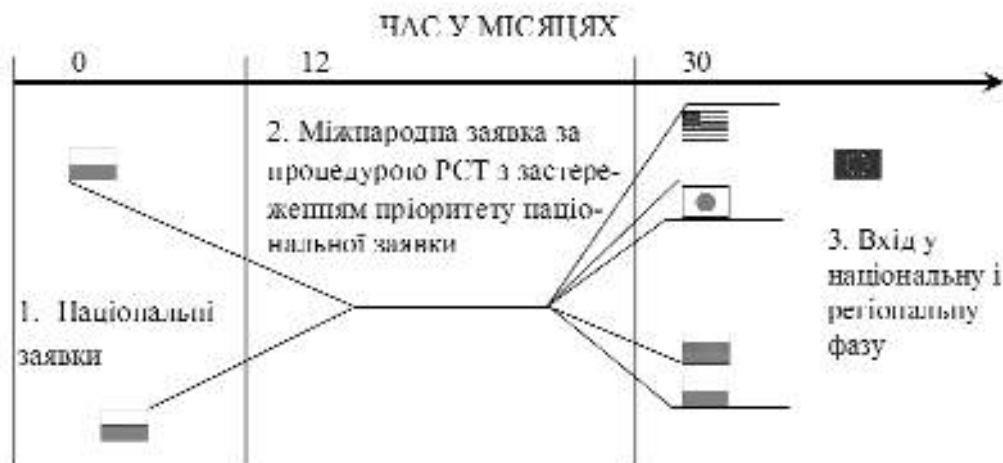 ЧАС У МІСЯЦЯХ
0 12 30
2. Міжнародна заявка за
процедурою РСТ з застере-
женням пріоритету націо-
нальної заявки
3. Вхід у
національну і
регіональну
фазу
1. Національні
заявки